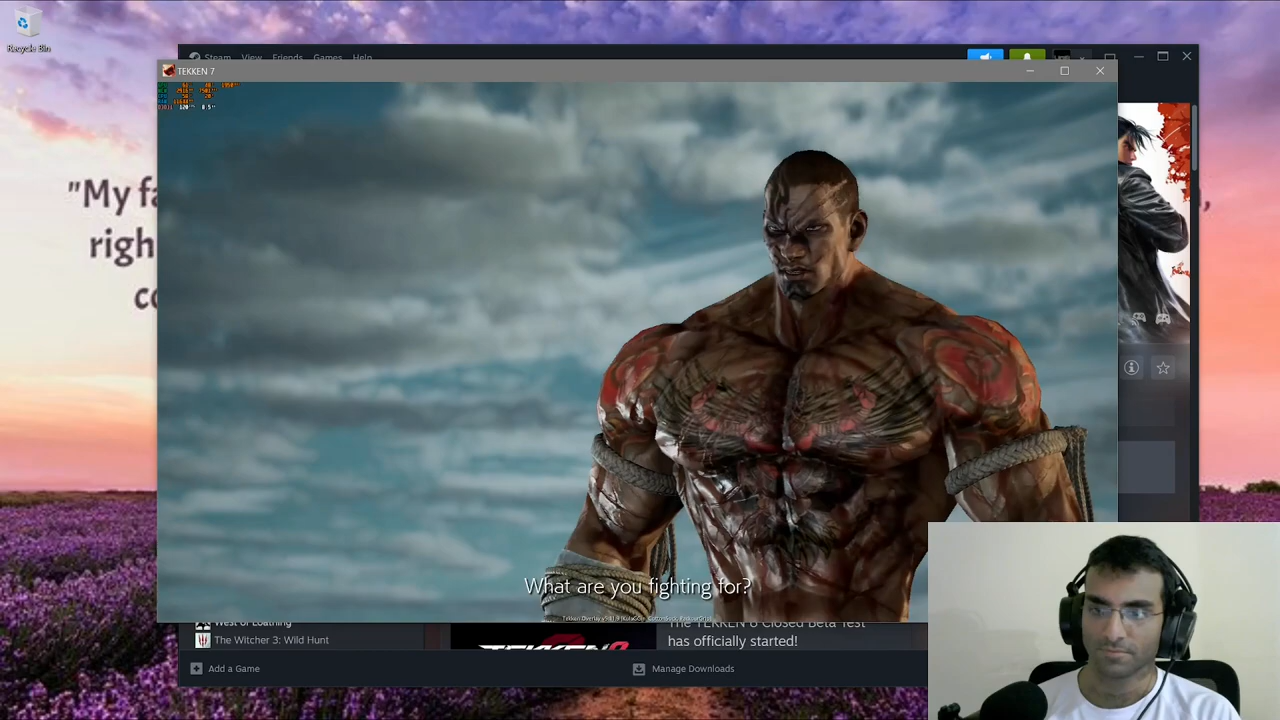 Recycle Bin
Steam View Friends Games Help
TEKKEN 7
"My fa
righ
co
What are you fighting for?
West of Loathing
The Witcher 3: Wild Hunt
The TEKKEN 8 Closed Beta Test
has officially started!
Add a Game
Manage Downloads